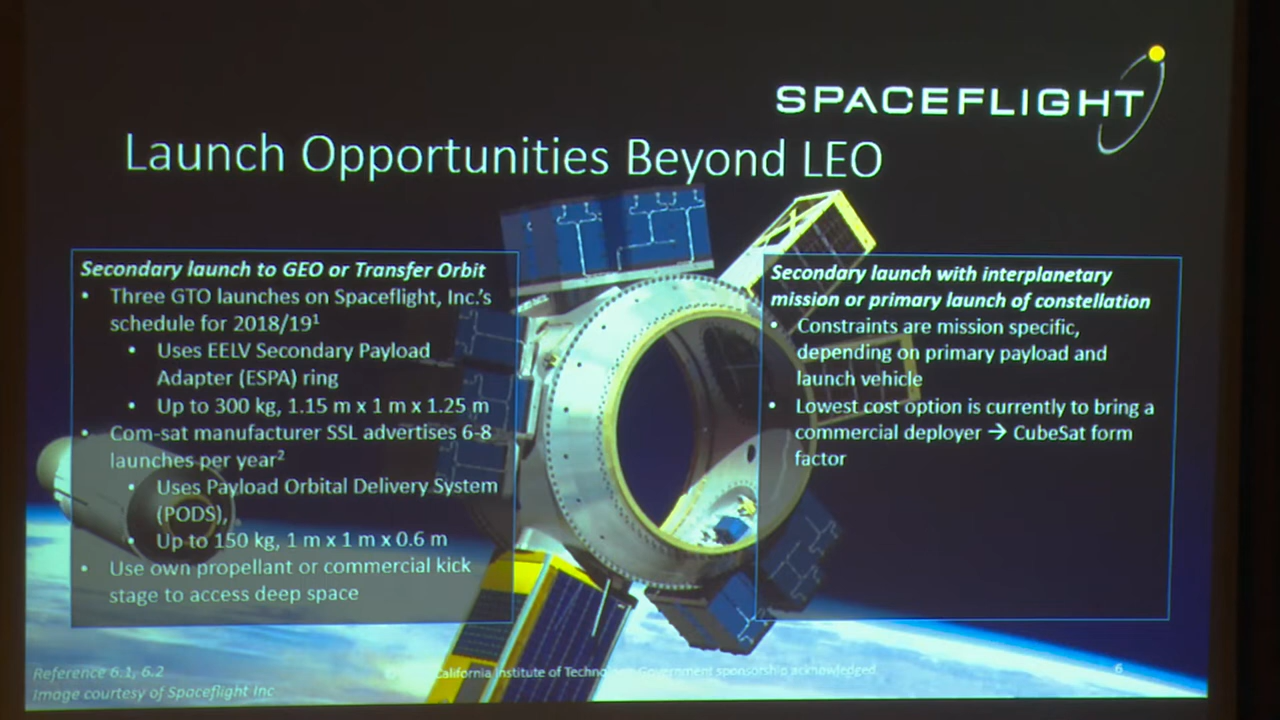 SPACEFLIGHT
Launch Opportunities Beyond LEO
Secondary launch to GEO or Transfer Orbit
• Three GTO launches on Spaceflight, Inc.'s
schedule for 2018/19¹
• Uses EELV Secondary Payload
Adapter (ESPA) ring
• Up to 300 kg, 1.15 m x 1 m x 1.25 m
• Com-sat manufacturer SSL advertises 6-8
launches per year²
• Uses Payload Orbital Delivery System
(PODS),
• Up to 150 kg, 1 m x 1 m x 0.6 m
• Use own propellant or commercial kick
stage to access deep space
Secondary launch with interplanetary
mission or primary launch of constellation
• Constraints are mission specific,
depending on primary payload and
launch vehicle
• Lowest cost option is currently to bring a
commercial deployer → CubeSat form
factor
Reference 6.1, 6.2
Image courtesy of Spaceflight Inc
California Institute of Government sponsorship acknowledged
6